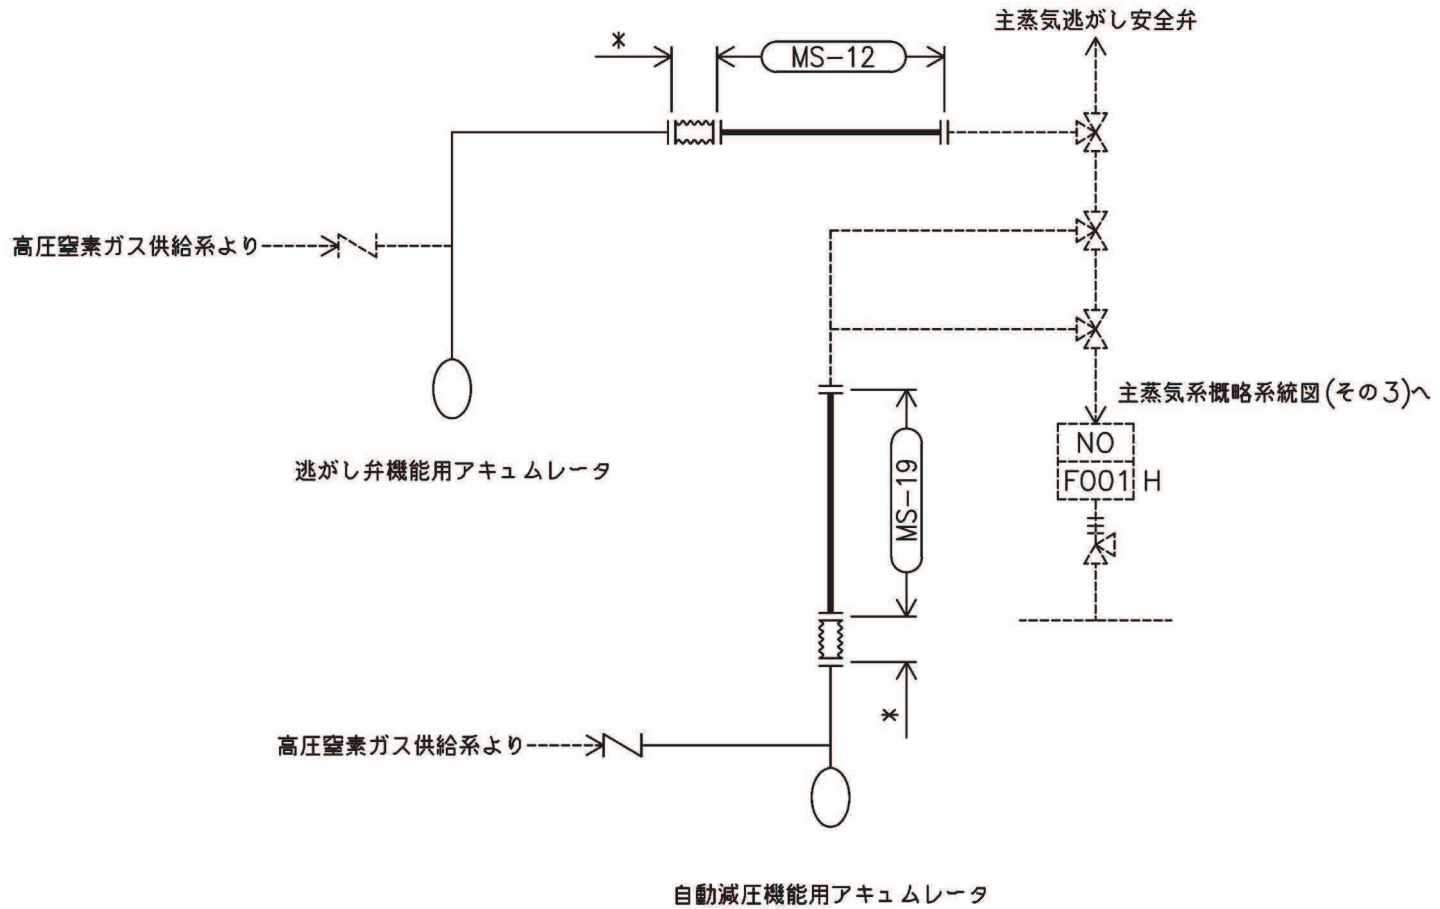 主蒸気逃がし安全弁
*
MS-12
高圧窒素ガス供給系より
主蒸気系概略系統図(その3)へ
NO
F001 H
逃がし弁機能用アキュムレータ
MS-19
*
高圧窒素ガス供給系より
自動減圧機能用アキュムレータ